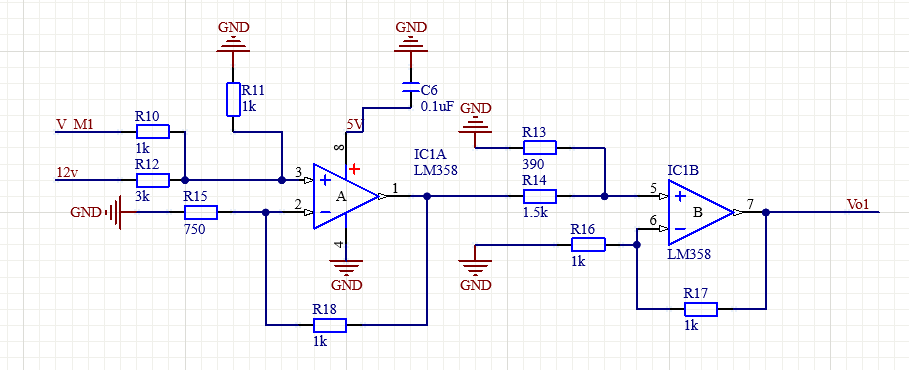 GND
GND
R11
1k
C6
0.1uF
GND
5V
V_M1
R10
1k
R13
390
8
IC1A
LM358
12v
R12
3k
3
+
A
1
R14
1.5k
IC1B
5
+
B
7
Vo1
GND
R15
750
2
−
4
6
−
LM358
R16
1k
GND
GND
R18
1k
R17
1k